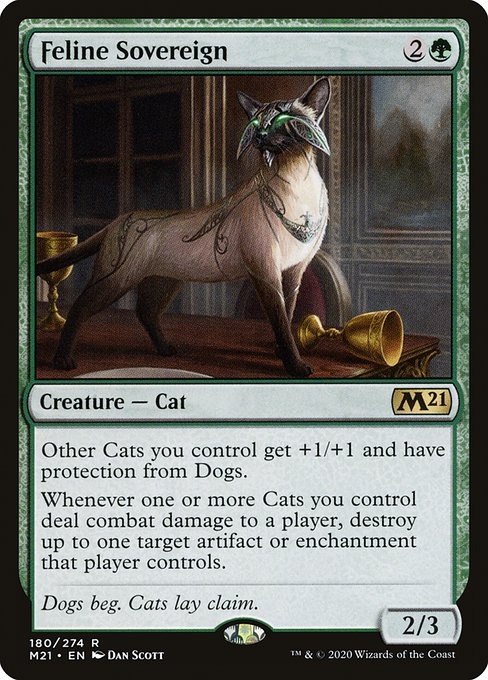 Feline Sovereign 2
Creature — Cat M21
Other Cats you control get +1/+1 and have
protection from Dogs.
Whenever one or more Cats you control
deal combat damage to a player, destroy
up to one target artifact or enchantment
that player controls.
Dogs beg. Cats lay claim.
2/3
180/274 R
M21 • EN Dan Scott ™ & © 2020 Wizards of the Coast